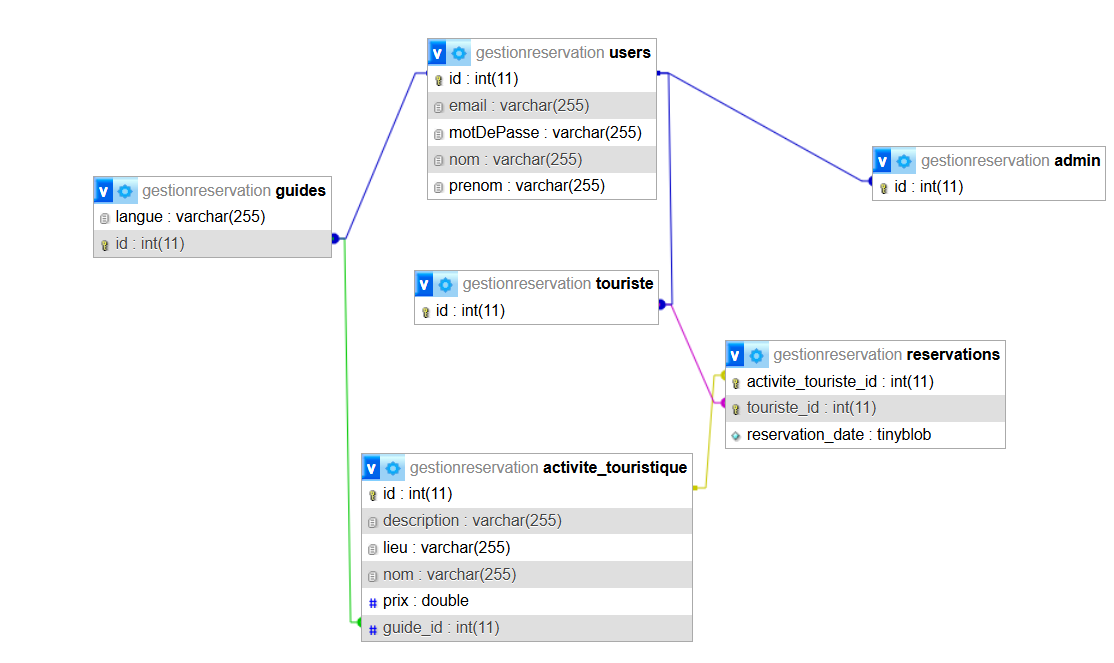 v gestionreservation users
id : int(11)
email : varchar(255)
motDePasse : varchar(255)
nom : varchar(255)
prenom : varchar(255)
v gestionreservation admin
id : int(11)
v gestionreservation guides
langue : varchar(255)
id : int(11)
v gestionreservation touriste
id : int(11)
v gestionreservation reservations
activite_touriste_id : int(11)
touriste_id : int(11)
reservation_date : tinyblob
v gestionreservation activite_touristique
id : int(11)
description : varchar(255)
lieu : varchar(255)
nom : varchar(255)
# prix : double
# guide_id : int(11)